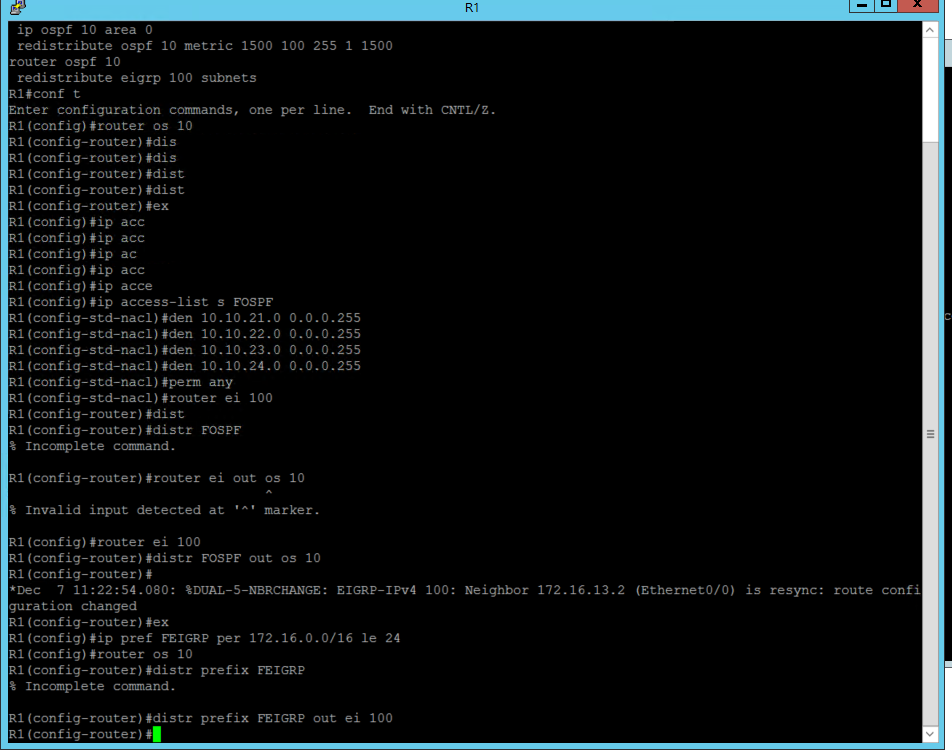 R1
 ip ospf 10 area 0
 redistribute ospf 10 metric 1500 100 255 1 1500
router ospf 10
 redistribute eigrp 100 subnets
R1#conf t
Enter configuration commands, one per line.  End with CNTL/Z.
R1(config)#router os 10
R1(config-router)#dis
R1(config-router)#dis
R1(config-router)#dist
R1(config-router)#dist
R1(config-router)#ex
R1(config)#ip acc
R1(config)#ip acc
R1(config)#ip ac
R1(config)#ip acc
R1(config)#ip acce
R1(config)#ip access-list s FOSPF
R1(config-std-nacl)#den 10.10.21.0 0.0.0.255
R1(config-std-nacl)#den 10.10.22.0 0.0.0.255
R1(config-std-nacl)#den 10.10.23.0 0.0.0.255
R1(config-std-nacl)#den 10.10.24.0 0.0.0.255
R1(config-std-nacl)#perm any
R1(config-std-nacl)#router ei 100
R1(config-router)#dist
R1(config-router)#distr FOSPF
% Incomplete command.
R1(config-router)#router ei out os 10
^
% Invalid input detected at '^' marker.
R1(config)#router ei 100
R1(config-router)#distr FOSPF out os 10
R1(config-router)#
*Dec  7 11:22:54.080: %DUAL-5-NBRCHANGE: EIGRP-IPv4 100: Neighbor 172.16.13.2 (Ethernet0/0) is resync: route confi
guration changed
R1(config-router)#ex
R1(config)#ip pref FEIGRP per 172.16.0.0/16 le 24
R1(config)#router os 10
R1(config-router)#distr prefix FEIGRP
% Incomplete command.
R1(config-router)#distr prefix FEIGRP out ei 100
R1(config-router)#